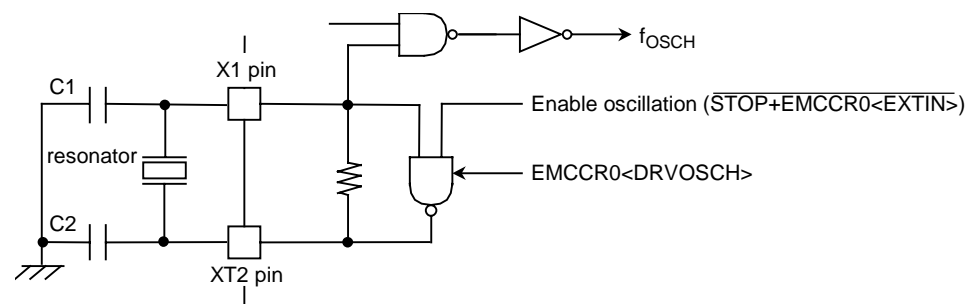 fOSCH
X1 pin
C1
Enable oscillation (STOP+EMCCR0<EXTIN>)
resonator
EMCCR0<DRVOSCH>
C2
XT2 pin